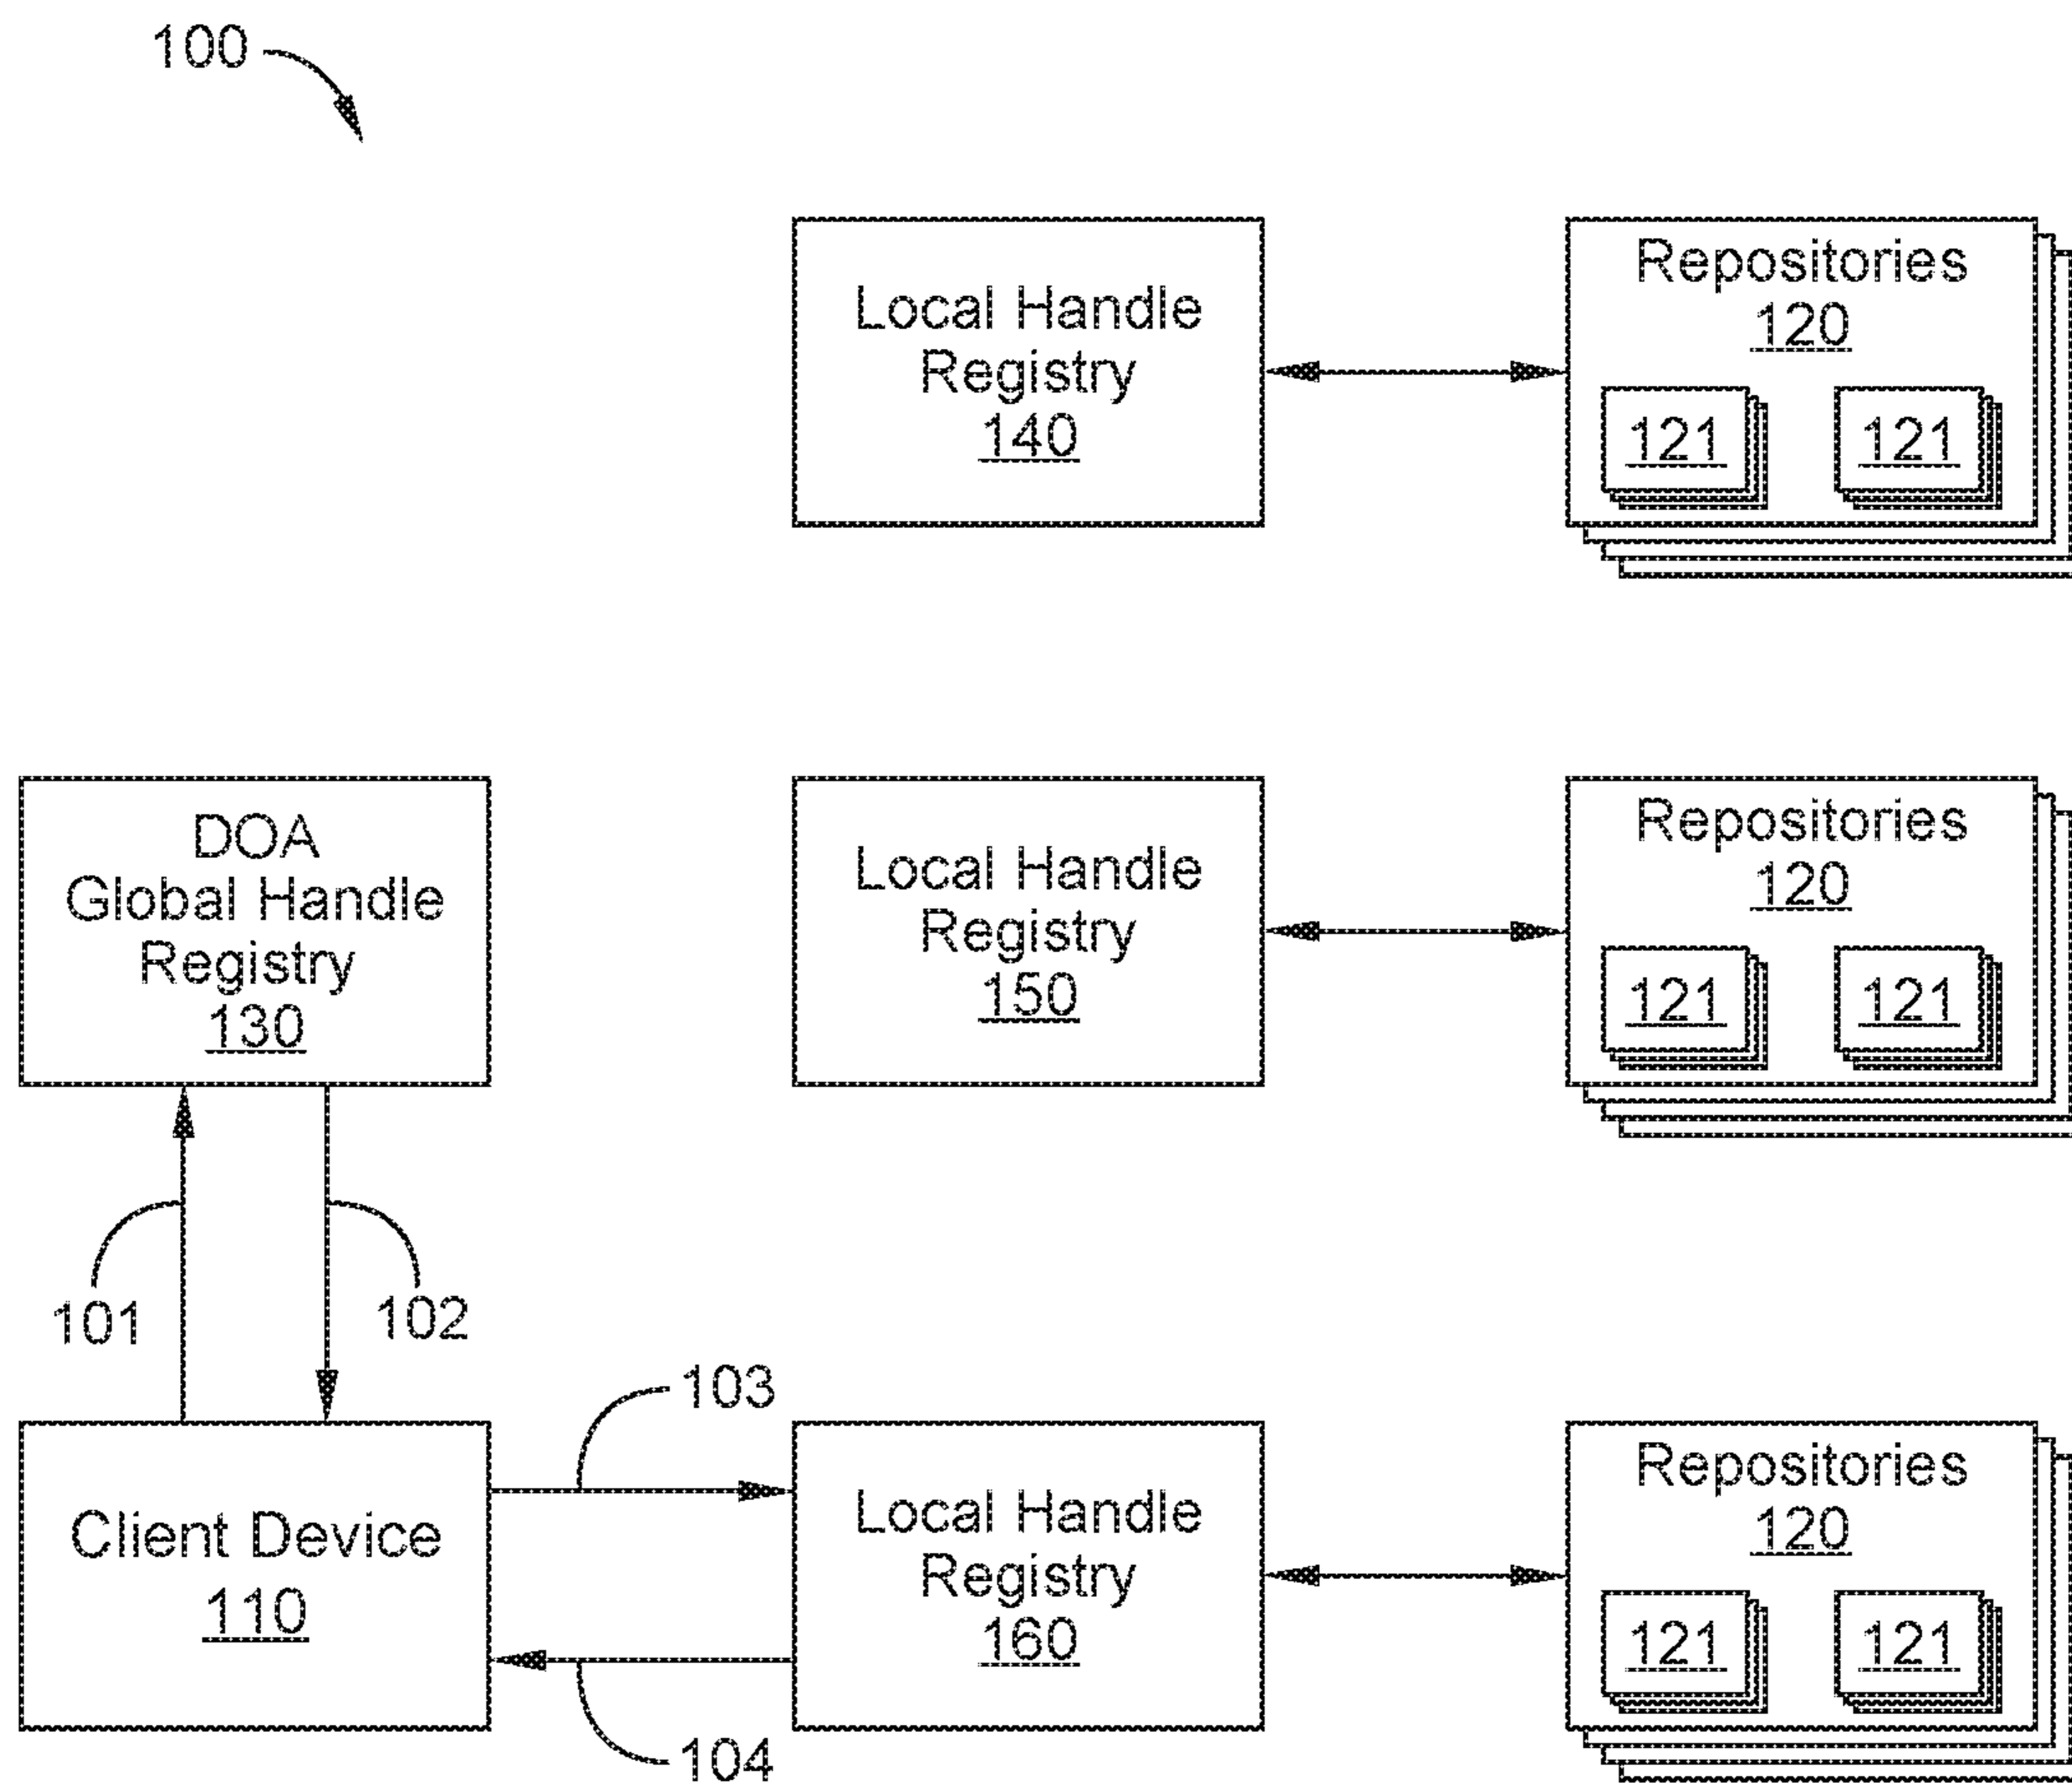 100
Local Handle
Registry
140
Repositories
120
121
121
DOA
Global Handle
Registry
130
Local Handle
Registry
150
Repositories
120
121
121
101
102
103
Client Device
110
Local Handle
Registry
160
104
Repositories
120
121
121